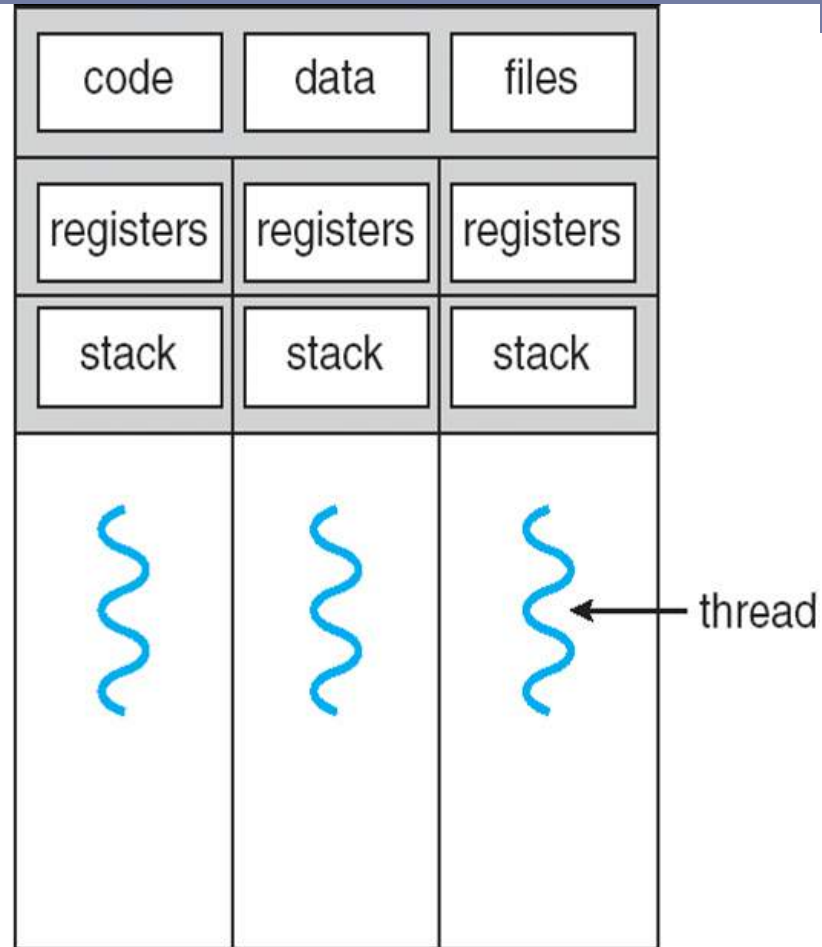 code data files
registers registers registers
stack stack stack
thread